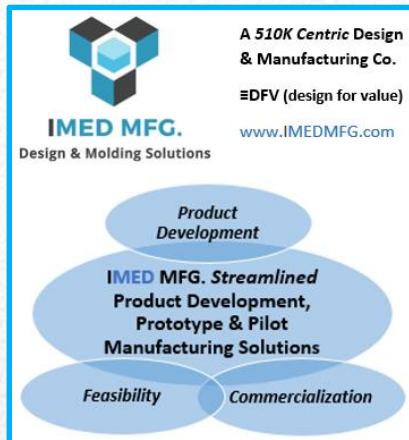 A 510K Centric Design
& Manufacturing Co.
≡DFV (design for value)
www.IMEDMFG.com
IMED MFG.
Design & Molding Solutions
Product
Development
IMED MFG. Streamlined
Product Development,
Prototype & Pilot
Manufacturing Solutions
Feasibility
Commercialization